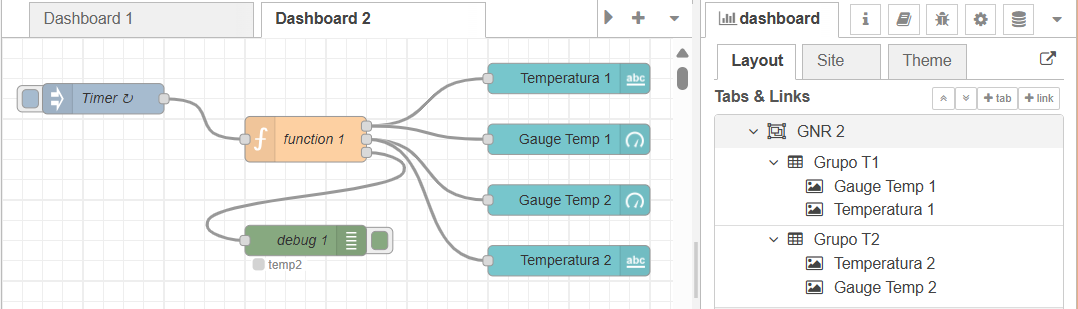 Dashboard 1
Dashboard 2
Timer ↻
function 1
debug 1
temp2
Temperatura 1
abc
Gauge Temp 1
Gauge Temp 2
Temperatura 2
abc
dashboard
Layout
Site
Theme
Tabs & Links
+ tab
+ link
GNR 2
Grupo T1
Gauge Temp 1
Temperatura 1
Grupo T2
Temperatura 2
Gauge Temp 2